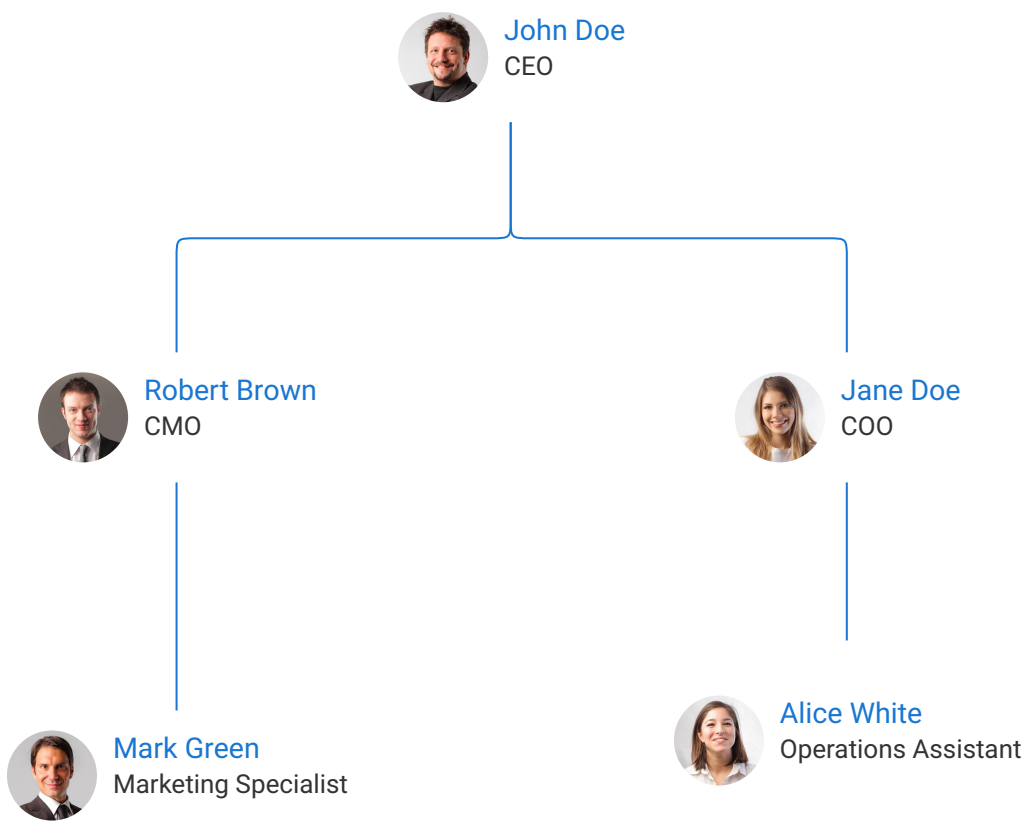 John Doe
CEO
Robert Brown
CMO
Jane Doe
COO
Alice White
Operations Assistant
Mark Green
Marketing Specialist